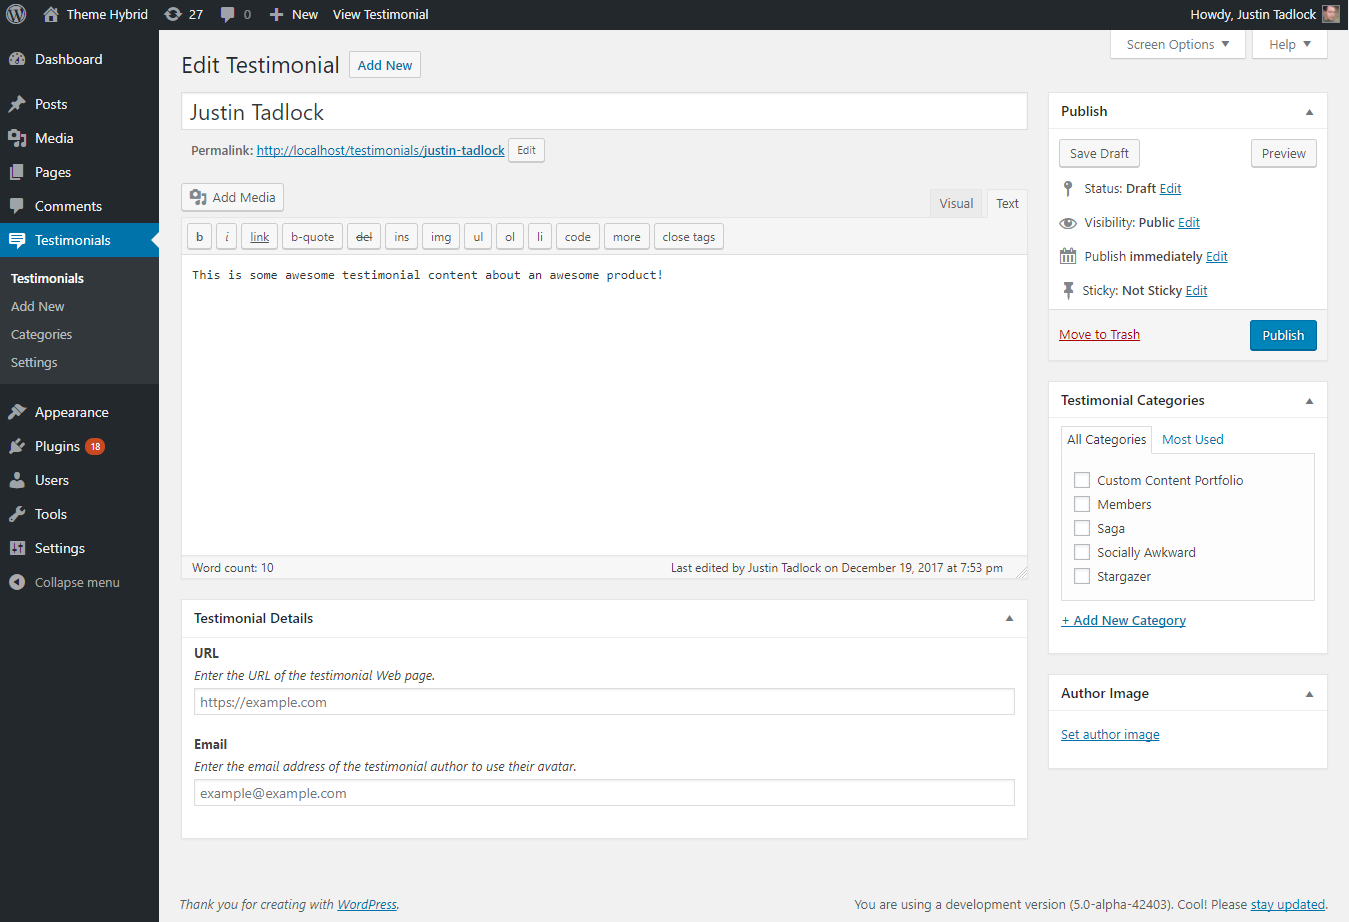 Theme Hybrid 27 0 New View Testimonial Howdy, Justin Tadlock
Screen Options Help
Dashboard
Posts
Media
Pages
Comments
Testimonials
Testimonials
Add New
Categories
Settings
Appearance
Plugins 18
Users
Tools
Settings
Collapse menu
Edit Testimonial Add New
Justin Tadlock
Permalink: http://localhost/testimonials/justin-tadlock Edit
Add Media Visual Text
b i link b-quote del ins img ul ol li code more close tags
This is some awesome testimonial content about an awesome product!
Word count: 10 Last edited by Justin Tadlock on December 19, 2017 at 7:53 pm
Testimonial Details
URL
Enter the URL of the testimonial Web page.
https://example.com
Email
Enter the email address of the testimonial author to use their avatar.
example@example.com
Publish
Save Draft Preview
Status: Draft Edit
Visibility: Public Edit
Publish immediately Edit
Sticky: Not Sticky Edit
Move to Trash Publish
Testimonial Categories
All Categories Most Used
Custom Content Portfolio
Members
Saga
Socially Awkward
Stargazer
+ Add New Category
Author Image
Set author image
Thank you for creating with WordPress. You are using a development version (5.0-alpha-42403). Cool! Please stay updated.